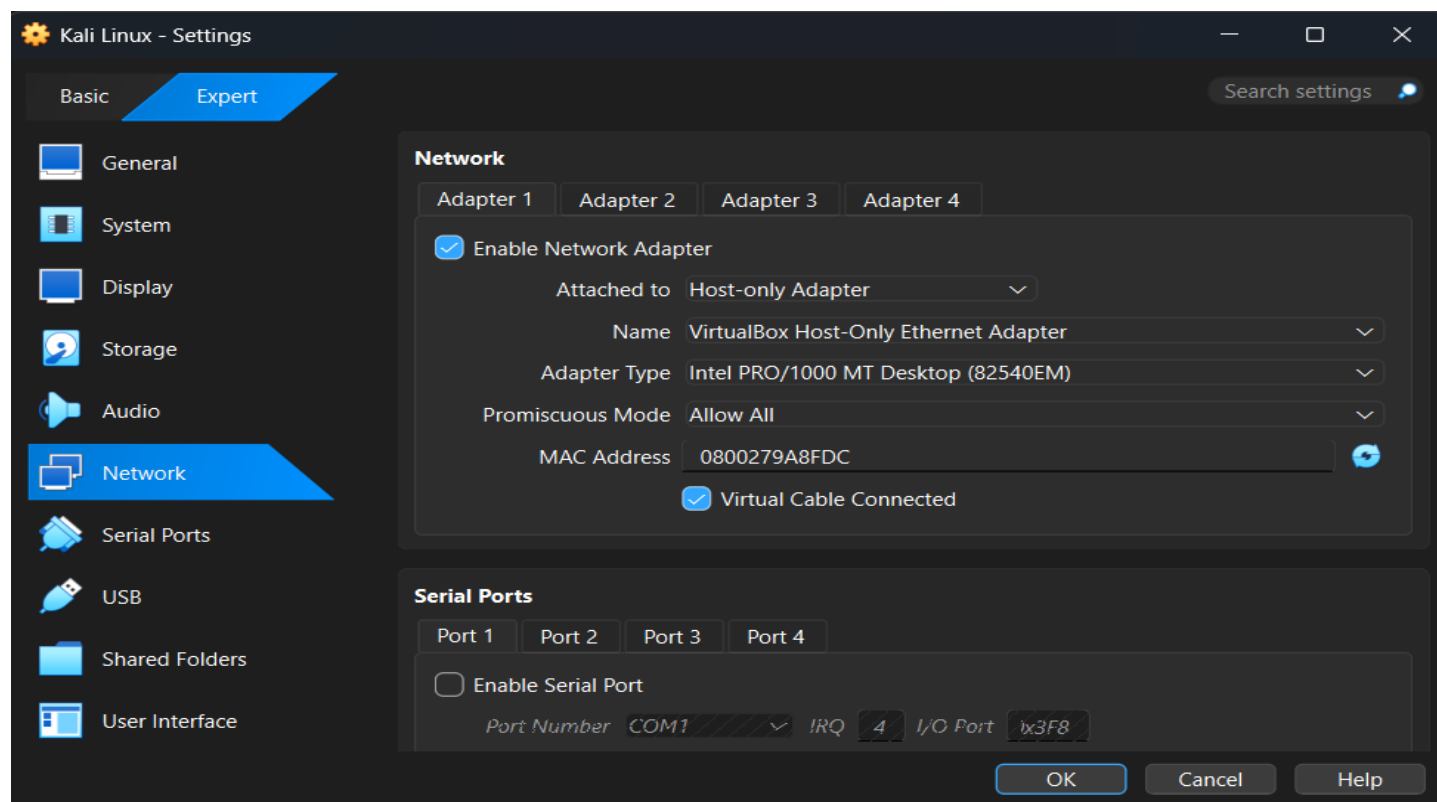 Kali Linux - Settings
Basic Expert Search settings
General
System
Display
Storage
Audio
Network
Serial Ports
USB
Shared Folders
User Interface
Network
Adapter 1 Adapter 2 Adapter 3 Adapter 4
Enable Network Adapter
Attached to Host-only Adapter
Name VirtualBox Host-Only Ethernet Adapter
Adapter Type Intel PRO/1000 MT Desktop (82540EM)
Promiscuous Mode Allow All
MAC Address 0800279A8FDC
Virtual Cable Connected
Serial Ports
Port 1 Port 2 Port 3 Port 4
Enable Serial Port
Port Number COM1 IRQ 4 I/O Port 0x3F8
OK Cancel Help